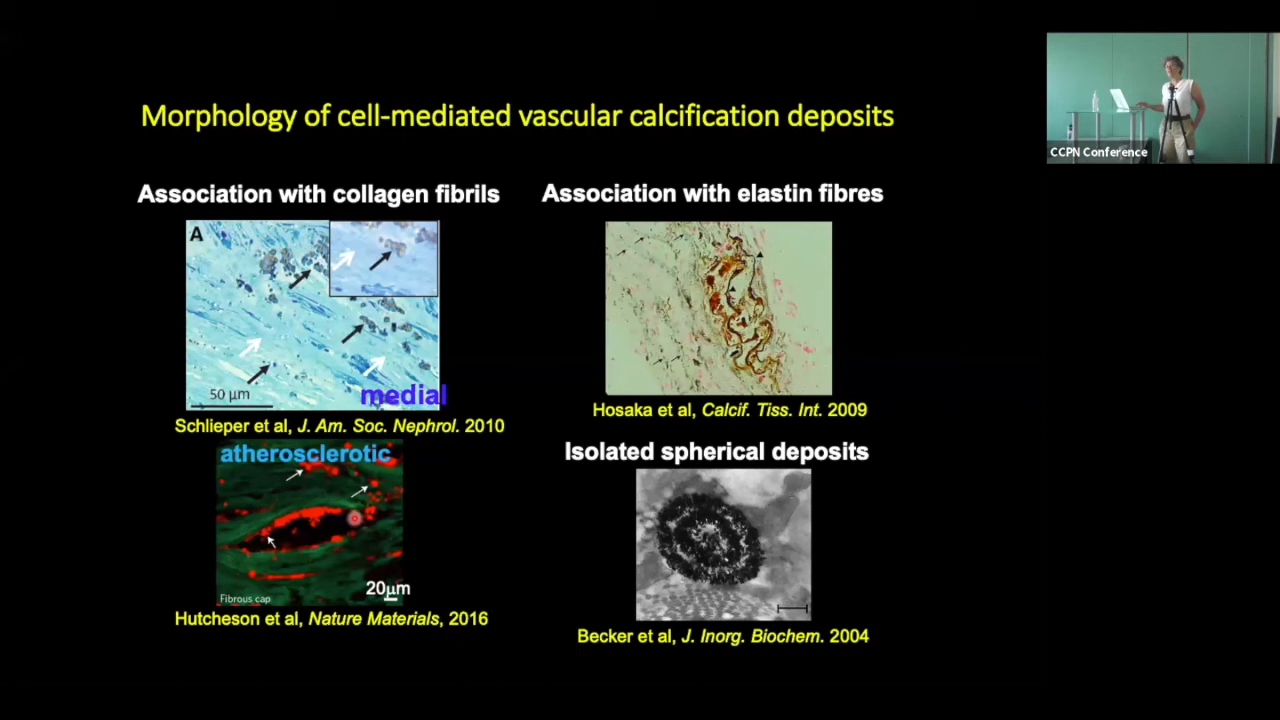 Morphology of cell-mediated vascular calcification deposits
CCPN Conference
Association with collagen fibrils
A
50 µm
medial
Schlieper et al, J. Am. Soc. Nephrol. 2010
atherosclerotic
Fibrous cap
20µm
Hutcheson et al, Nature Materials, 2016
Association with elastin fibres
Hosaka et al, Calcif. Tiss. Int. 2009
Isolated spherical deposits
Becker et al, J. Inorg. Biochem. 2004